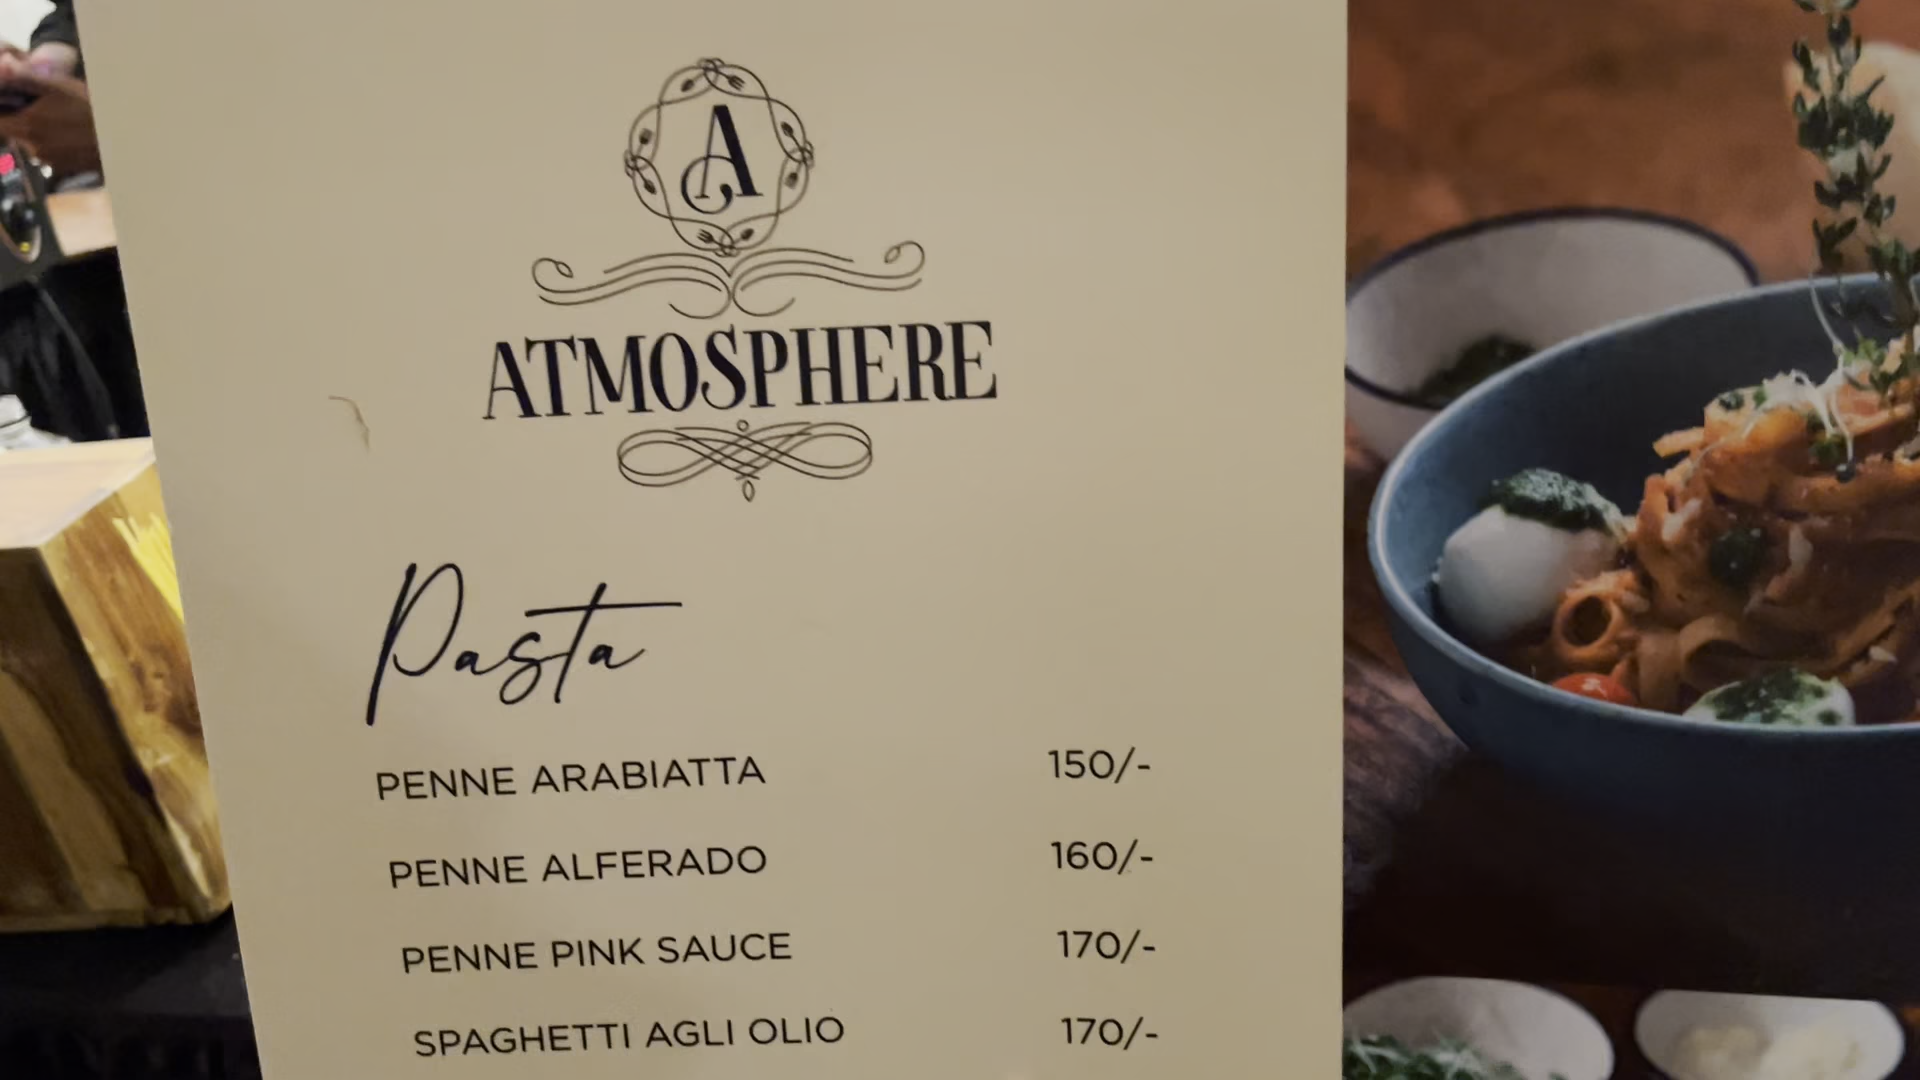 A
ATMOSPHERE
Pasta
PENNE ARABIATTA 150/-
PENNE ALFERADO 160/-
PENNE PINK SAUCE 170/-
SPAGHETTI AGLI OLIO 170/-